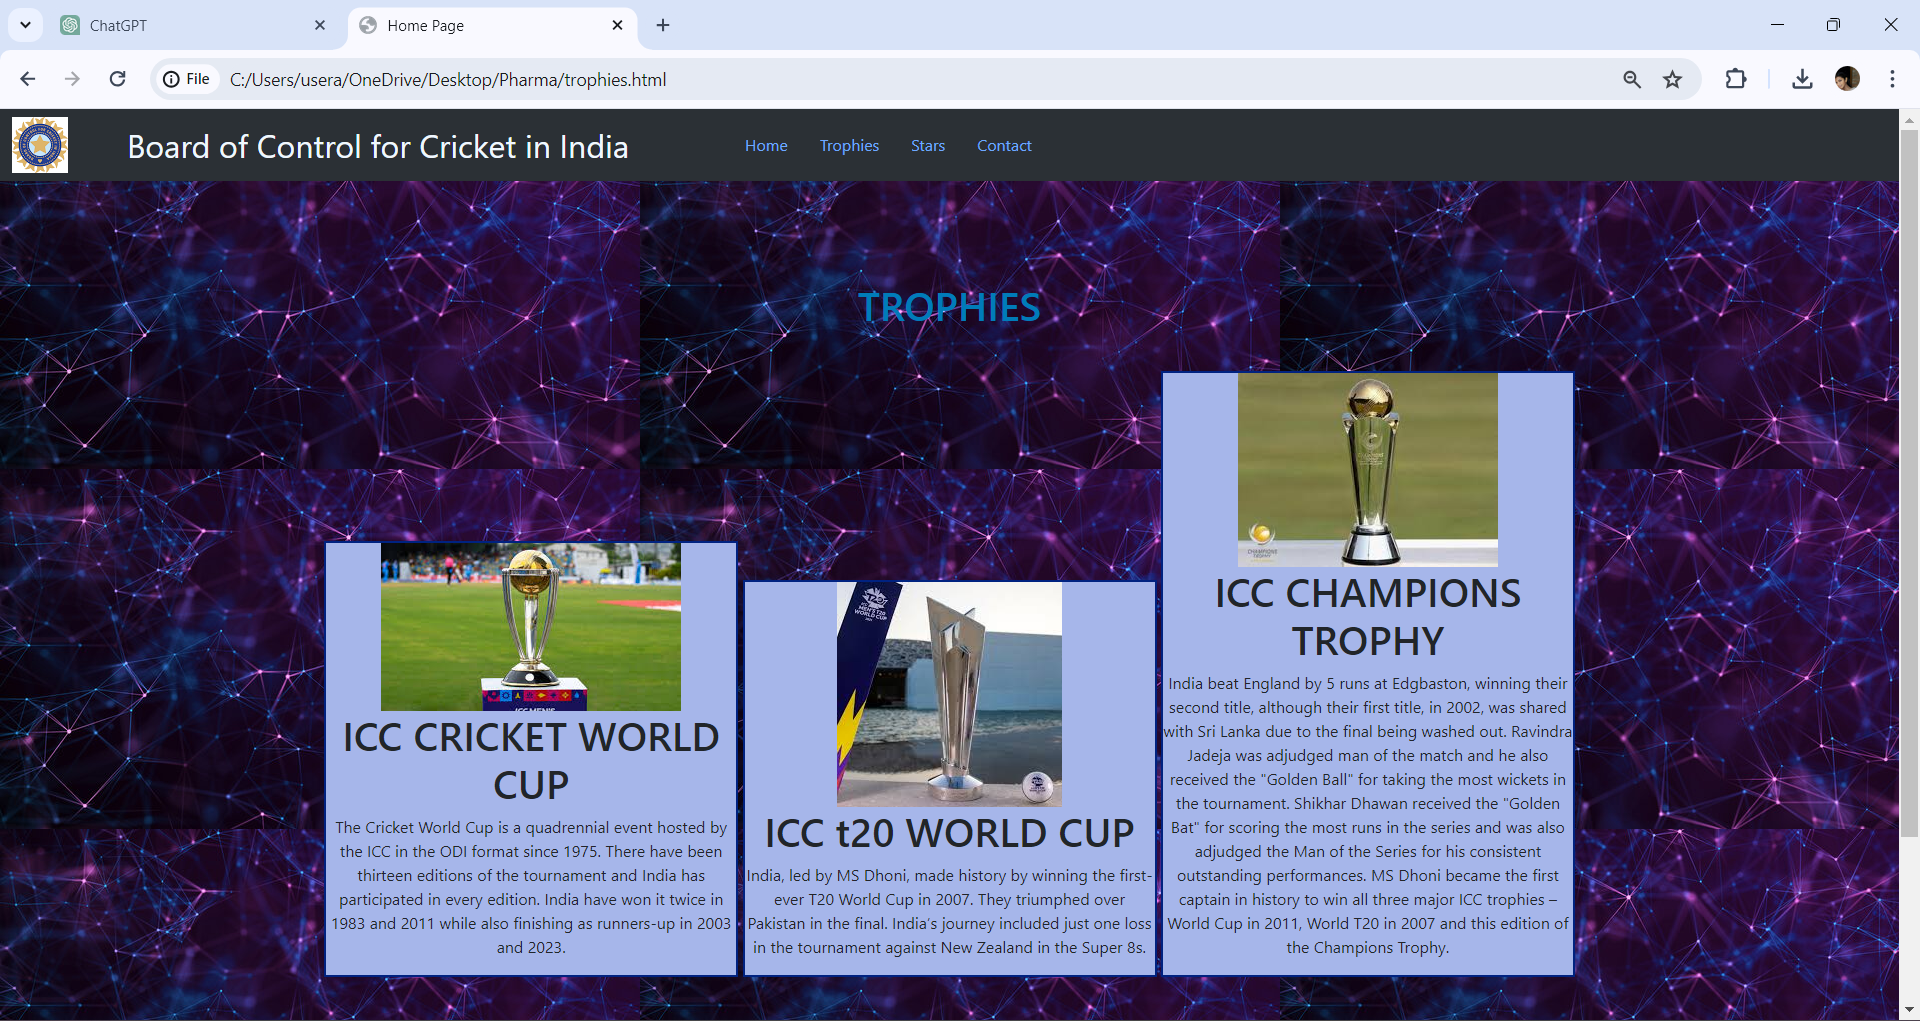 ChatGPT
Home Page
File
C:/Users/usera/OneDrive/Desktop/Pharma/trophies.html
Board of Control for Cricket in India
Home
Trophies
Stars
Contact
TROPHIES
ICC CRICKET WORLD
CUP
The Cricket World Cup is a quadrennial event hosted by
the ICC in the ODI format since 1975. There have been
thirteen editions of the tournament and India has
participated in every edition. India have won it twice in
1983 and 2011 while also finishing as runners-up in 2003
and 2023.
MEN'S T20
WORLD CUP
ICC t20 WORLD CUP
India, led by MS Dhoni, made history by winning the first-
ever T20 World Cup in 2007. They triumphed over
Pakistan in the final. India's journey included just one loss
in the tournament against New Zealand in the Super 8s.
CHAMPIONS
TROPHY
ICC CHAMPIONS
TROPHY
India beat England by 5 runs at Edgbaston, winning their
second title, although their first title, in 2002, was shared
with Sri Lanka due to the final being washed out. Ravindra
Jadeja was adjudged man of the match and he also
received the "Golden Ball" for taking the most wickets in
the tournament. Shikhar Dhawan received the "Golden
Bat" for scoring the most runs in the series and was also
adjudged the Man of the Series for his consistent
outstanding performances. MS Dhoni became the first
captain in history to win all three major ICC trophies –
World Cup in 2011, World T20 in 2007 and this edition of
the Champions Trophy.